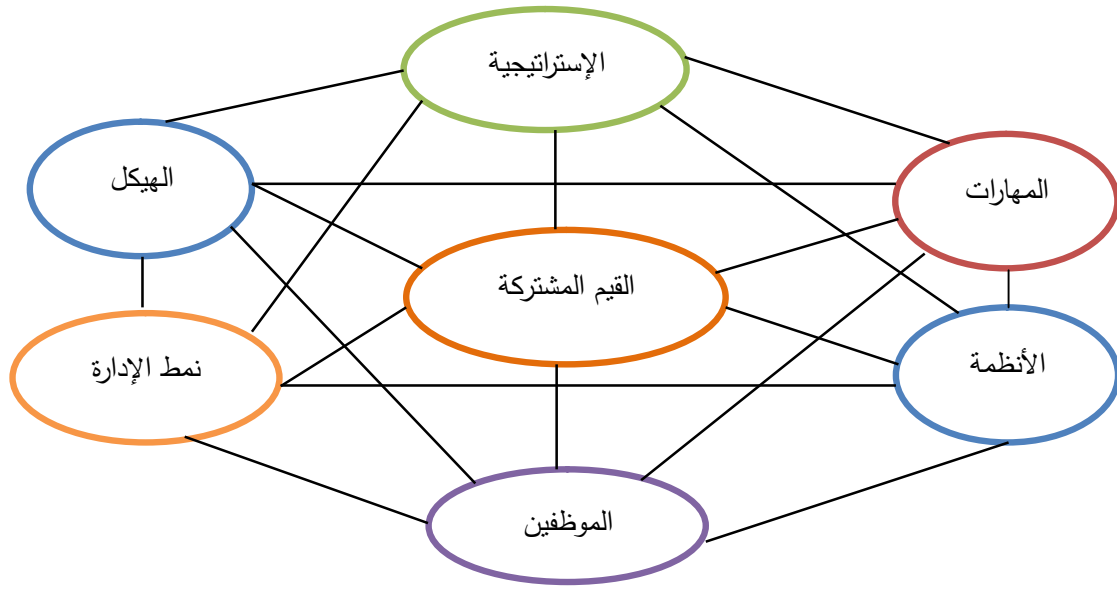 الإستراتيجية
المهارات
الهيكل
القيم المشتركة
الأنظمة
نمط الإدارة
الموظفين